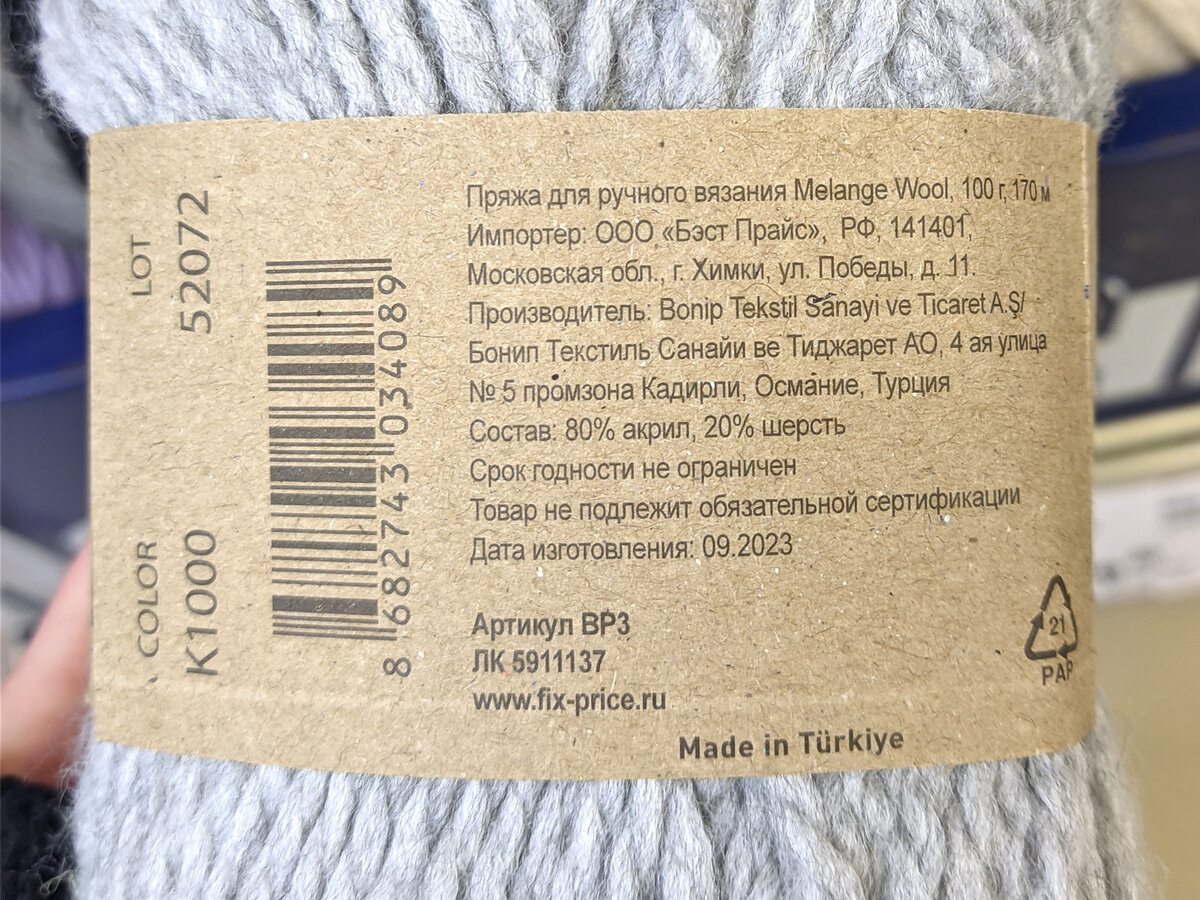 LOT
52072
COLOR
K1000
8 682743 034089
Пряжа для ручного вязания Melange Wool, 100 г, 170 м
Импортер: ООО «Бэст Прайс», РФ, 141401,
Московская обл., г. Химки, ул. Победы, д. 11.
Производитель: Bonip Tekstil Sanayi ve Ticaret A.Ş/
Бонип Текстиль Санайи ве Тиджарет АО, 4 ая улица
№ 5 промзона Кадирли, Османие, Турция
Состав: 80% акрил, 20% шерсть
Срок годности не ограничен
Товар не подлежит обязательной сертификации
Дата изготовления: 09.2023
Артикул ВР3
ЛК 5911137
www.fix-price.ru
21
PAP
Made in Türkiye